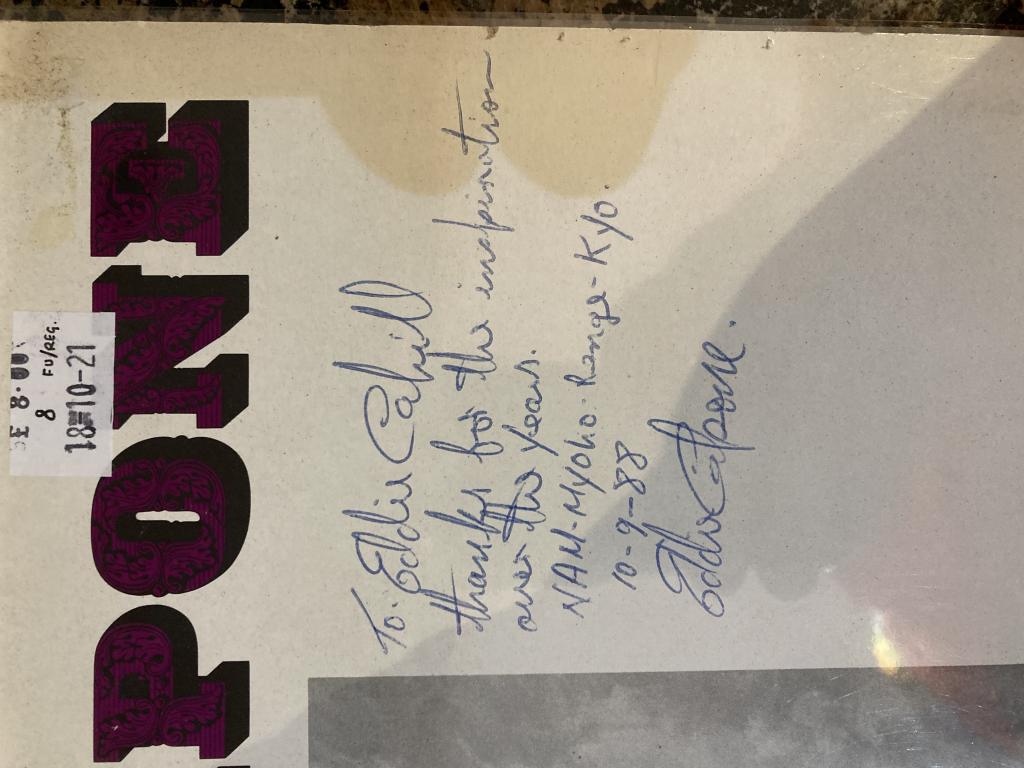 £ 8.00
8 FU/REG.
18=10-21
PONE
To. Eddie Cahill
thanks for the inspiration
over the years.
NAM-Myoho-Renge-Kyo.
10-9-88
Eddie Capone.